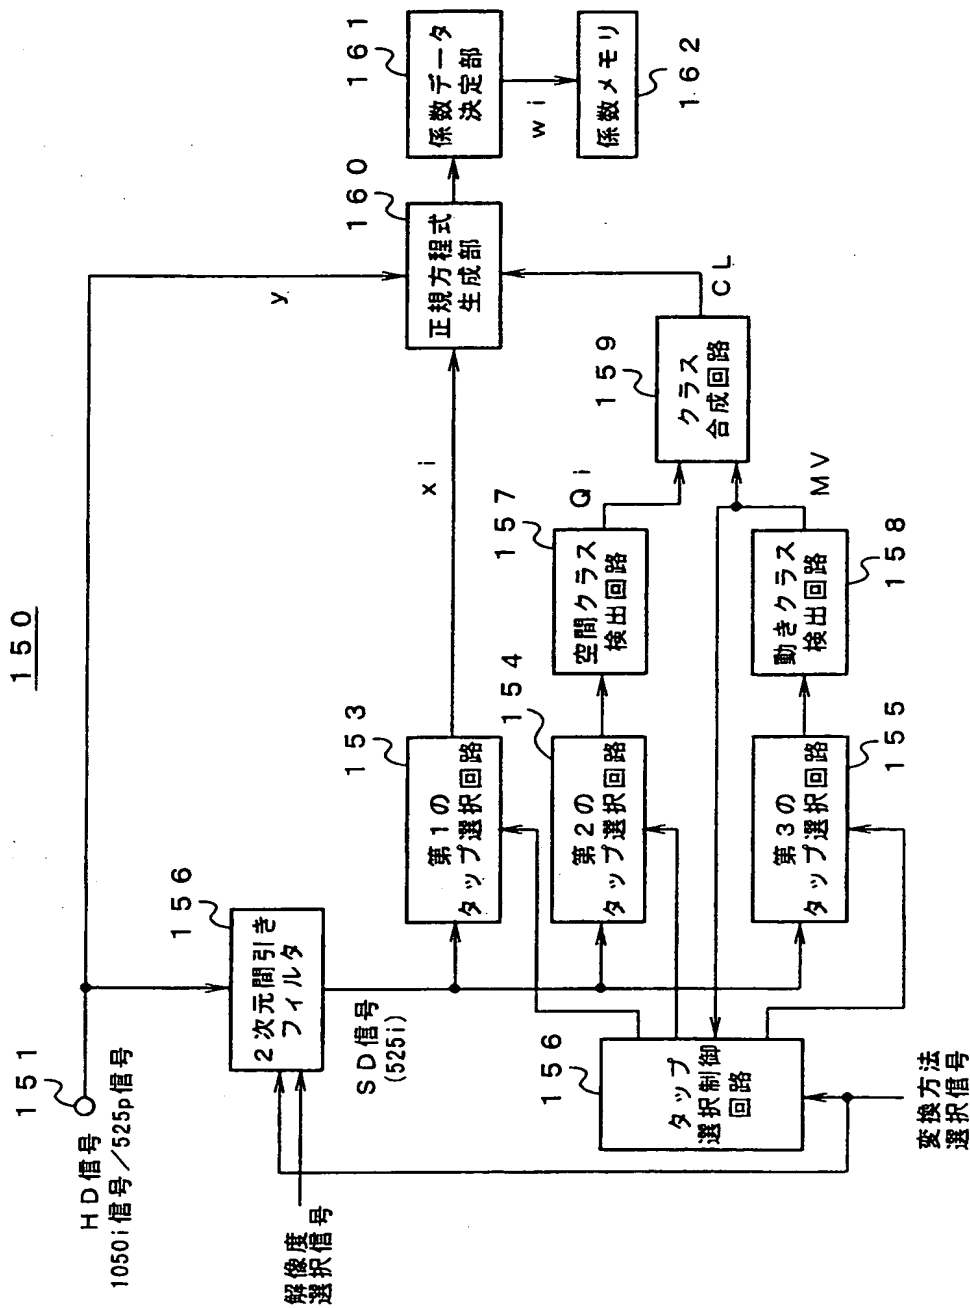 150
151
HD信号
1050i信号/525p信号
解像度
選択信号
156
2次元間引き
フィルタ
SD信号
(525i)
156
タップ
選択制御
回路
変換方法
選択信号
153
第1の
タップ選択回路
154
第2の
タップ選択回路
155
第3の
タップ選択回路
157
空間クラス
検出回路
158
動きクラス
検出回路
xi
Qi
MV
159
クラス
合成回路
CL
y
160
正規方程式
生成部
161
係数データ
決定部
wi
162
係数メモリ